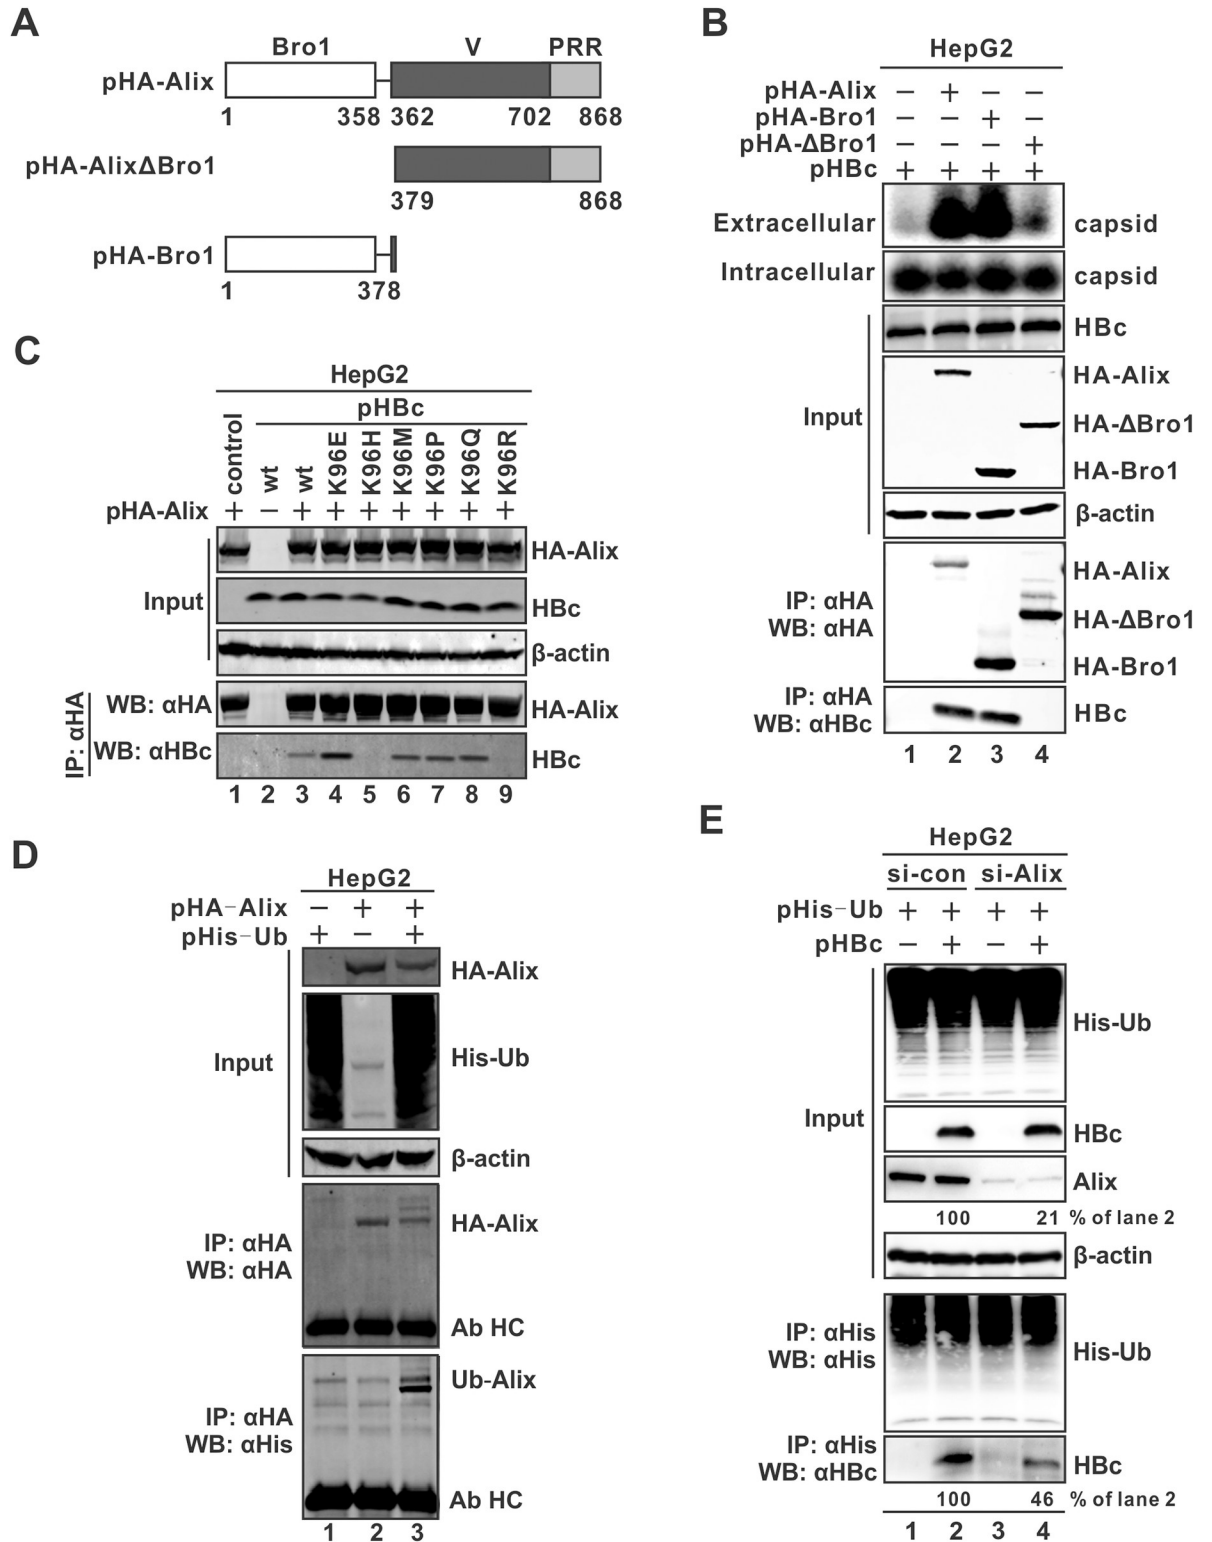 A
Bro1 V PRR
pHA-Alix
1 358 362 702 868
pHA-AlixΔBro1
379 868
pHA-Bro1
1 378
B
HepG2
pHA-Alix − + − −
pHA-Bro1 − − + −
pHA-ΔBro1 − − − +
pHBc + + + +
Extracellular capsid
Intracellular capsid
Input
HBc
HA-Alix
HA-ΔBro1
HA-Bro1
β-actin
IP: αHA
WB: αHA
HA-Alix
HA-ΔBro1
HA-Bro1
IP: αHA
WB: αHBc
HBc
1 2 3 4
C
HepG2
pHBc
control wt wt K96E K96H K96M K96P K96Q K96R
pHA-Alix + − + + + + + + +
Input
HA-Alix
HBc
β-actin
IP: αHA
WB: αHA HA-Alix
WB: αHBc HBc
1 2 3 4 5 6 7 8 9
D
HepG2
pHA-Alix − + +
pHis-Ub + − +
Input
HA-Alix
His-Ub
β-actin
IP: αHA
WB: αHA
HA-Alix
Ab HC
IP: αHA
WB: αHis
Ub-Alix
Ab HC
1 2 3
E
HepG2
si-con si-Alix
pHis-Ub + + + +
pHBc − + − +
Input
His-Ub
HBc
Alix
100 21 % of lane 2
β-actin
IP: αHis
WB: αHis
His-Ub
IP: αHis
WB: αHBc
HBc
100 46 % of lane 2
1 2 3 4